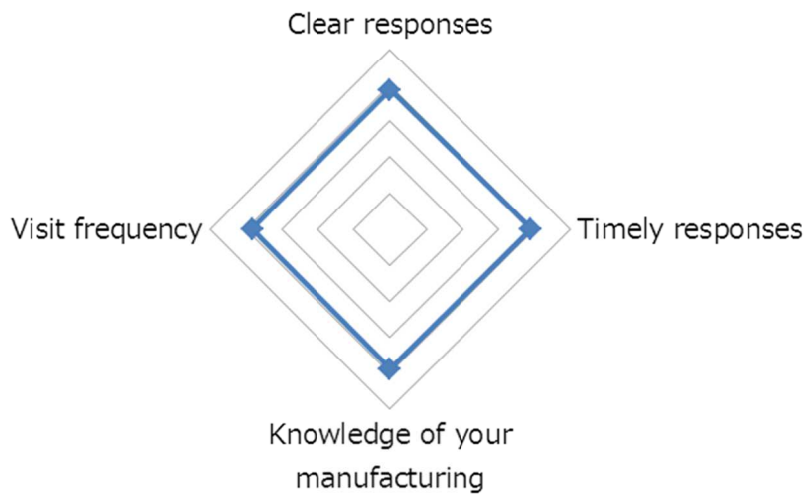 Clear responses
Visit frequency
Timely responses
Knowledge of your
manufacturing